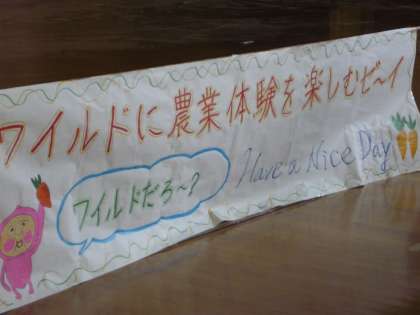 ワイルドに農業体験を楽しむぜ〜イ
ワイルドだろ〜?
Have a Nice Day